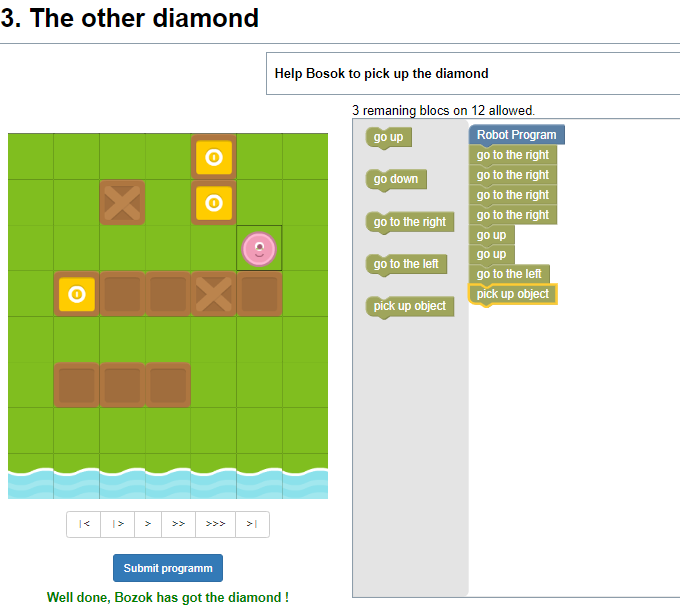 3. The other diamond
Help Bosok to pick up the diamond
3 remaning blocs on 12 allowed.
go up
go down
go to the right
go to the left
pick up object
Robot Program
go to the right
go to the right
go to the right
go to the right
go up
go up
go to the left
pick up object
|< |> > >> >>> >|
Submit programm
Well done, Bozok has got the diamond !